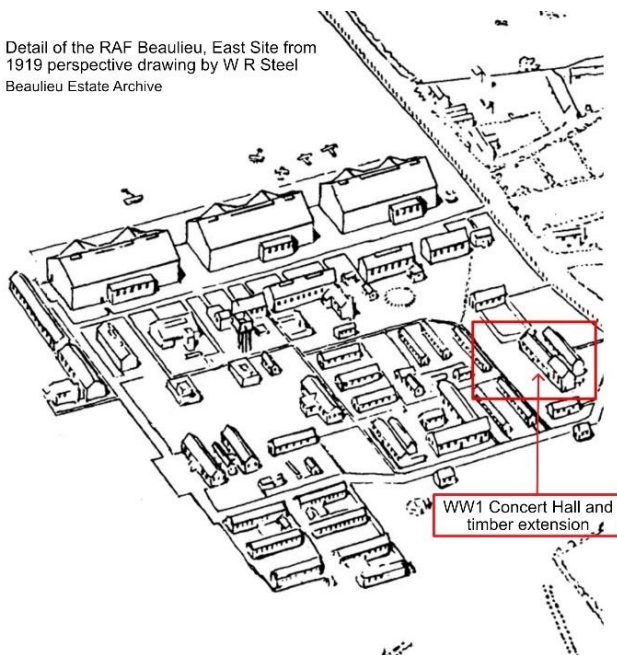 Detail of the RAF Beaulieu, East Site from
1919 perspective drawing by W R Steel
Beaulieu Estate Archive
WW1 Concert Hall and
timber extension